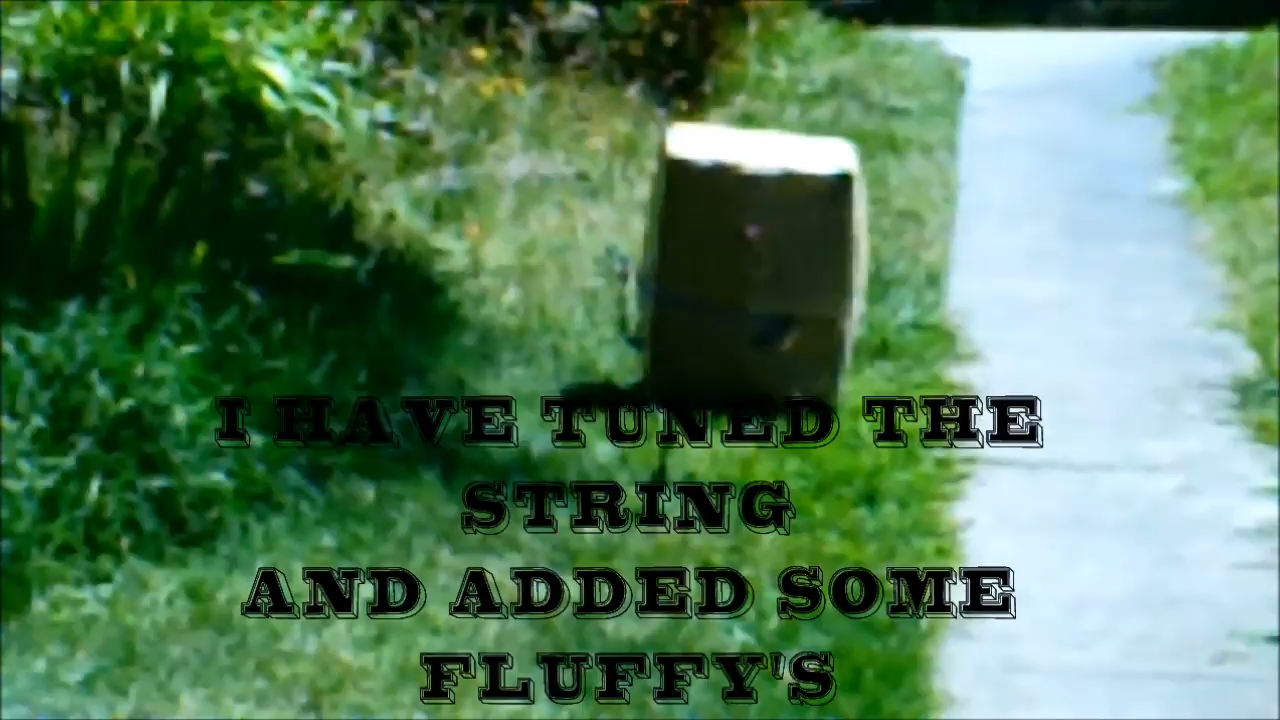 I HAVE TUNED THE
STRING
AND ADDED SOME
FLUFFY'S